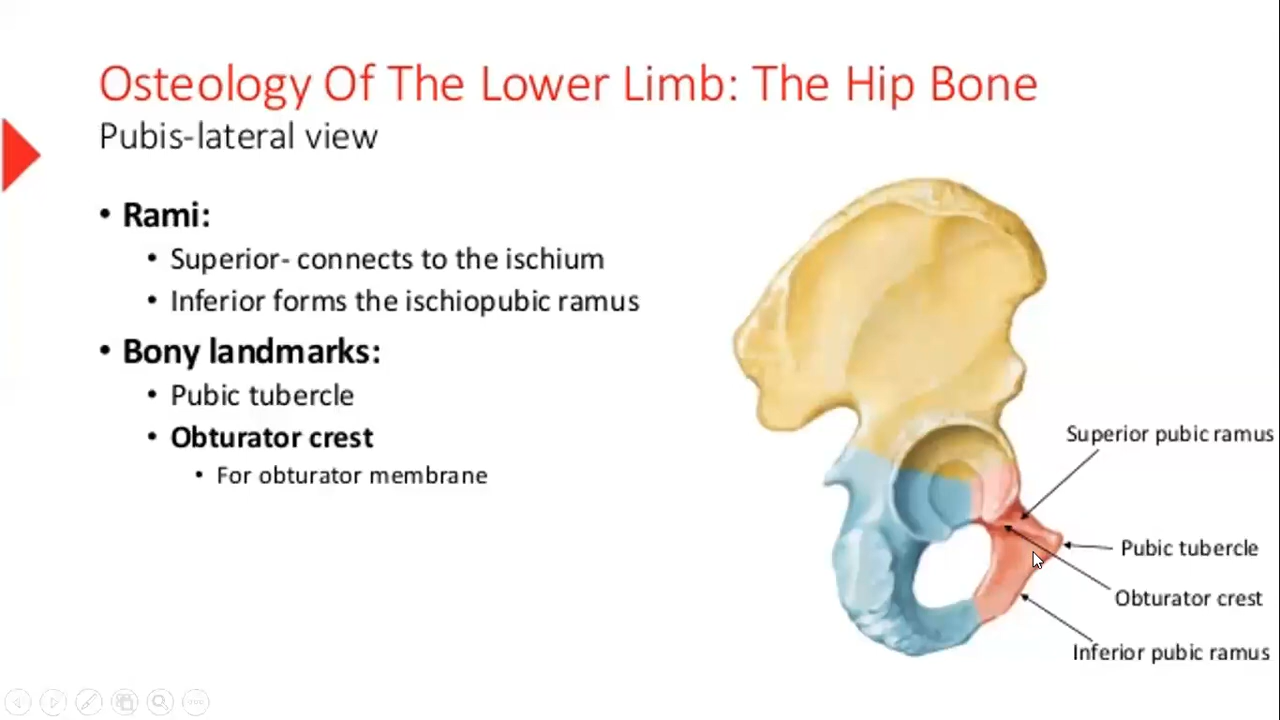 Osteology Of The Lower Limb: The Hip Bone
Pubis-lateral view
• Rami:
• Superior- connects to the ischium
• Inferior forms the ischiopubic ramus
• Bony landmarks:
• Pubic tubercle
• Obturator crest
• For obturator membrane
Superior pubic ramus
Pubic tubercle
Obturator crest
Inferior pubic ramus